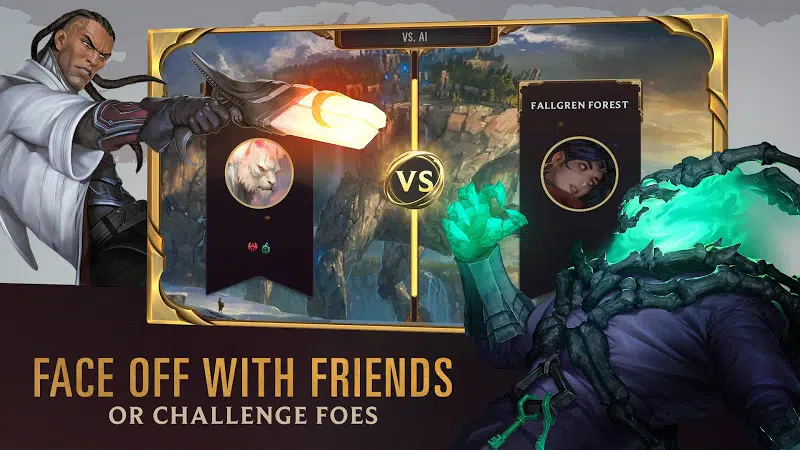 VS. AI
FALLGREN FOREST
VS
FACE OFF WITH FRIENDS
OR CHALLENGE FOES